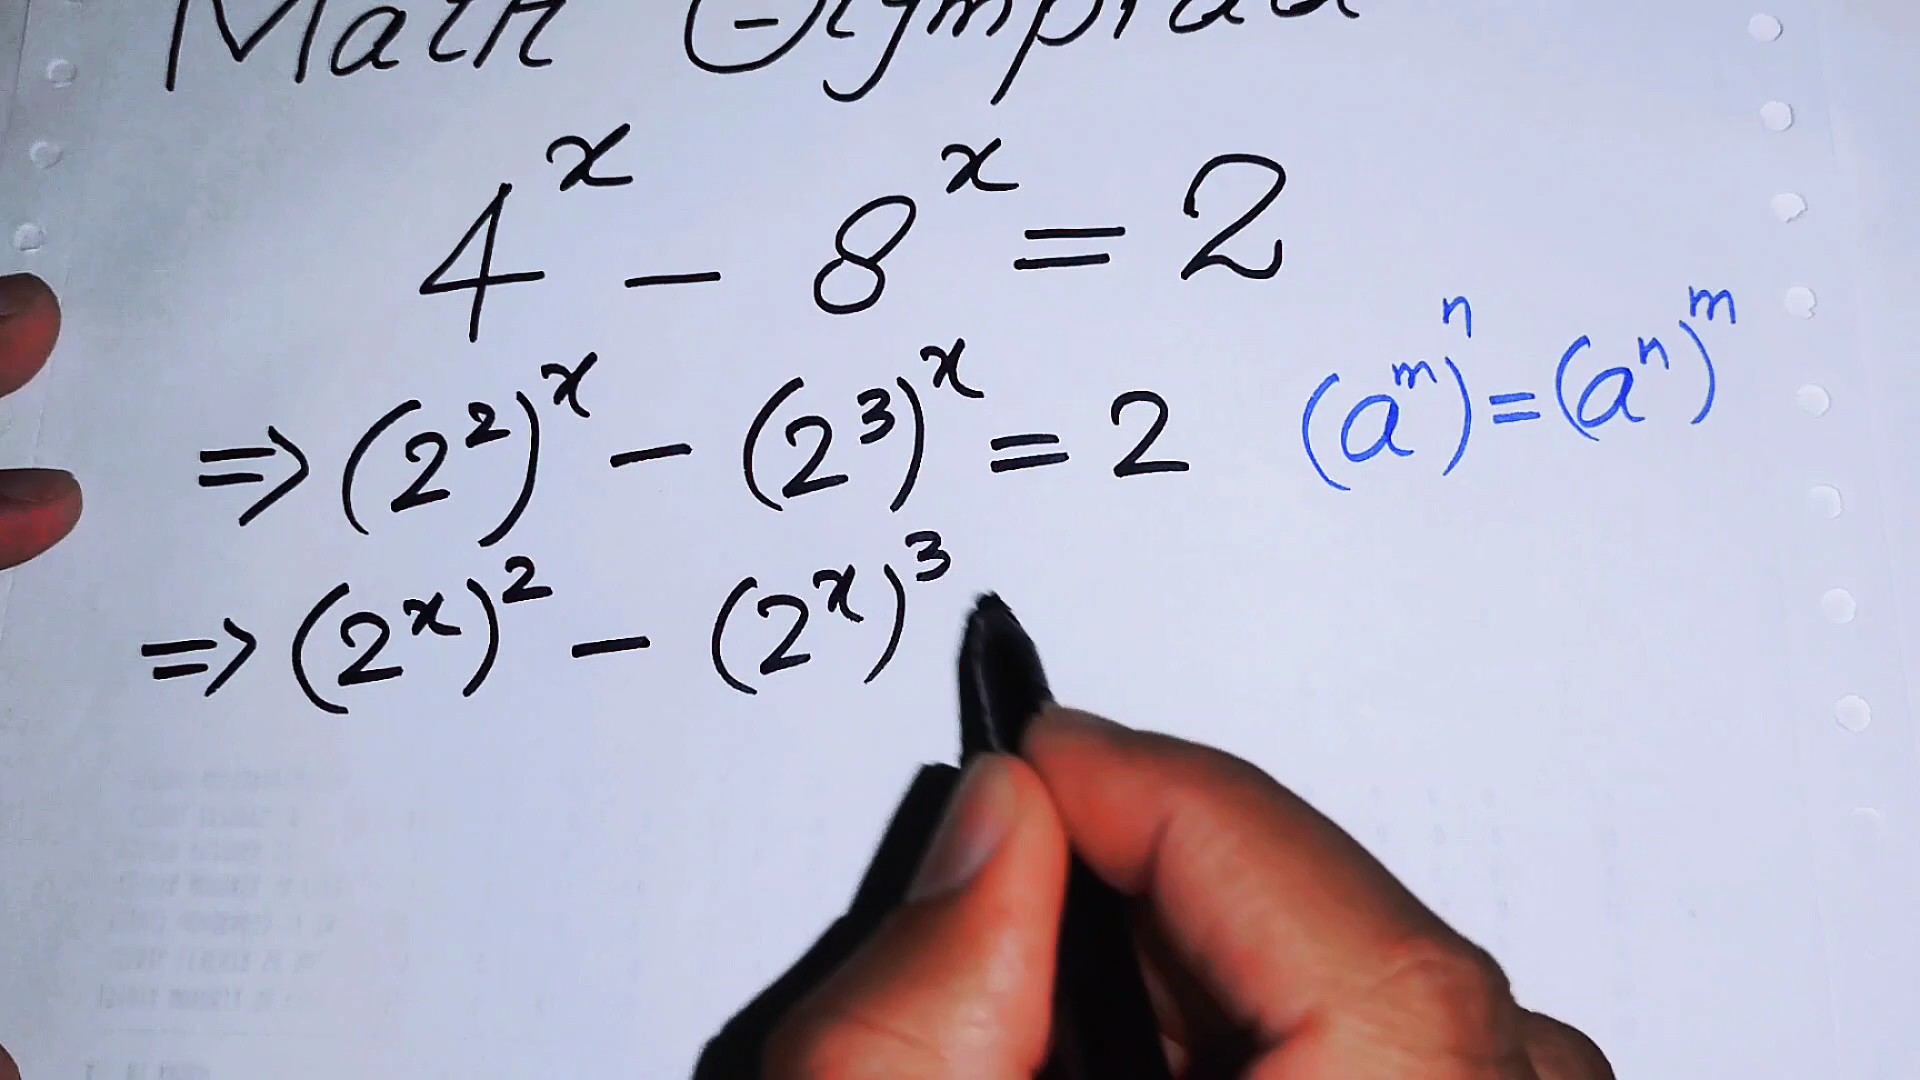 Math Olympiad
4^x - 8^x = 2
⇒ (2^2)^x - (2^3)^x = 2 (a^m)^n = (a^n)^m
⇒ (2^x)^2 - (2^x)^3